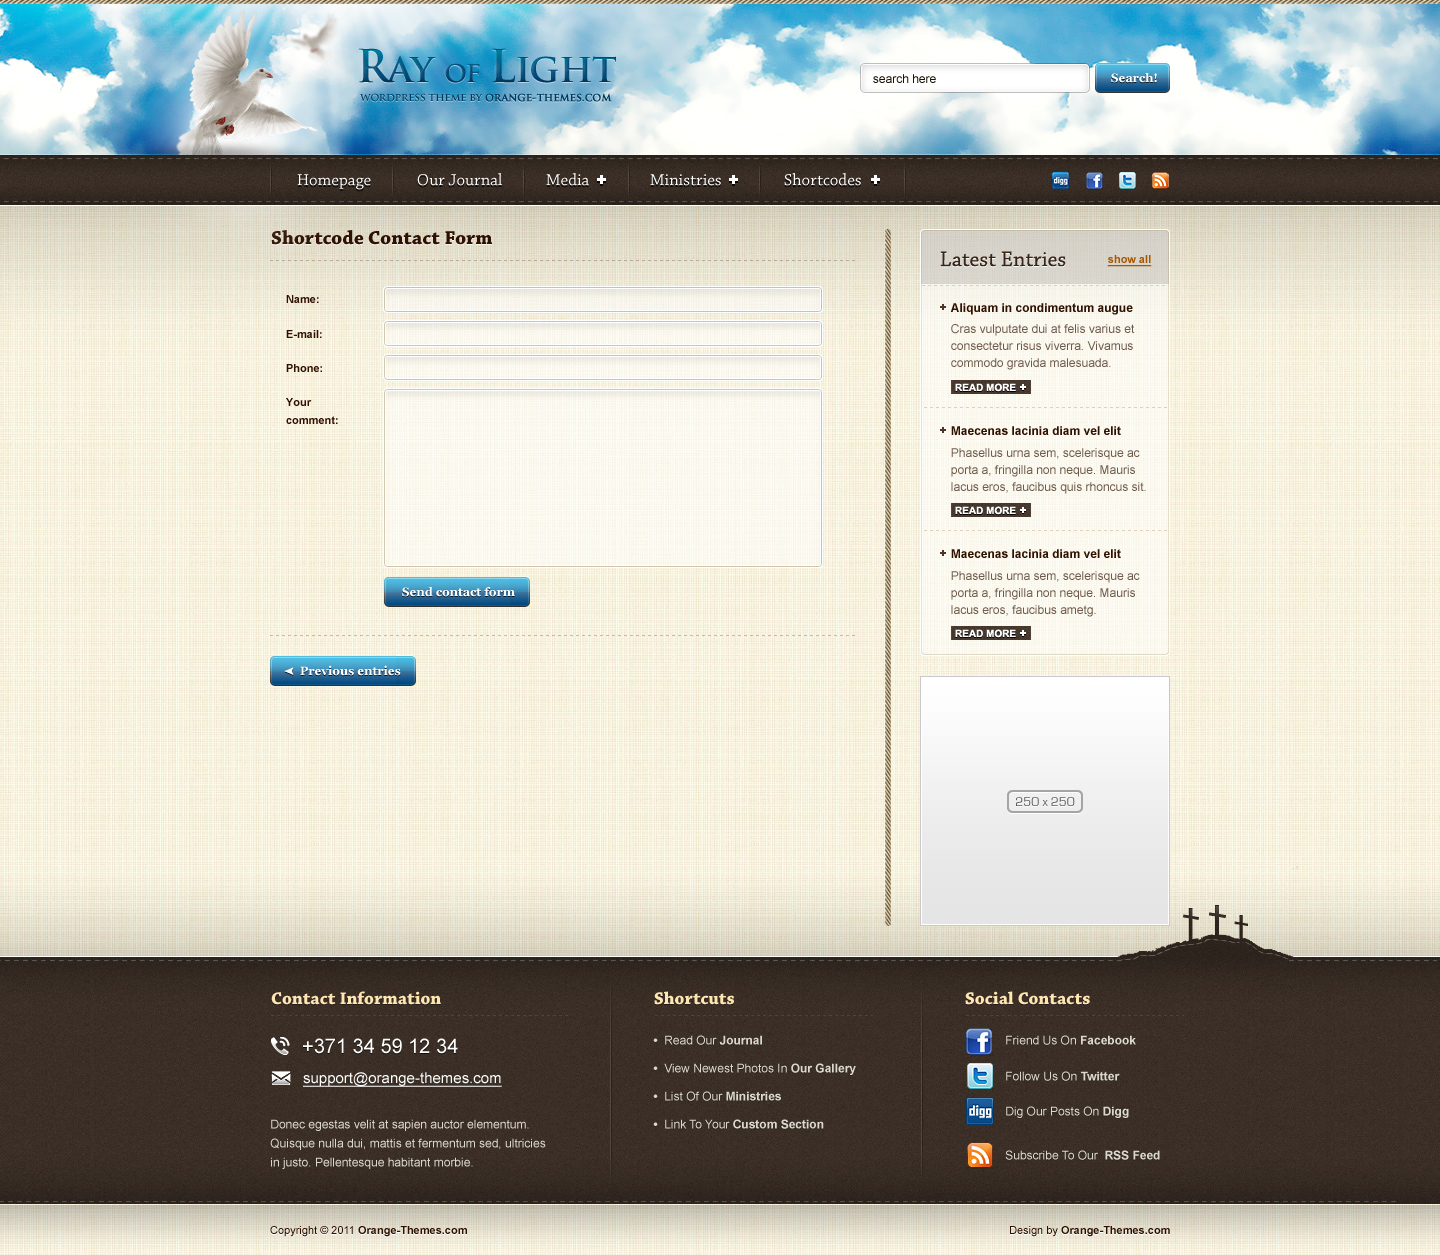 RAY OF LIGHT
WORDPRESS THEME BY ORANGE-THEMES.COM
search here
Search!
Homepage
Our Journal
Media +
Ministries +
Shortcodes +
digg
f
t
Shortcode Contact Form
Name:
E-mail:
Phone:
Your
comment:
Send contact form
Previous entries
Latest Entries
show all
+ Aliquam in condimentum augue
Cras vulputate dui at felis varius et
consectetur risus viverra. Vivamus
commodo gravida malesuada.
READ MORE +
+ Maecenas lacinia diam vel elit
Phasellus urna sem, scelerisque ac
porta a, fringilla non neque. Mauris
lacus eros, faucibus quis rhoncus sit.
READ MORE +
+ Maecenas lacinia diam vel elit
Phasellus urna sem, scelerisque ac
porta a, fringilla non neque. Mauris
lacus eros, faucibus ametg.
READ MORE +
250 x 250
Contact Information
+371 34 59 12 34
support@orange-themes.com
Donec egestas velit at sapien auctor elementum.
Quisque nulla dui, mattis et fermentum sed, ultricies
in justo. Pellentesque habitant morbie.
Shortcuts
• Read Our Journal
• View Newest Photos In Our Gallery
• List Of Our Ministries
• Link To Your Custom Section
Social Contacts
f Friend Us On Facebook
t Follow Us On Twitter
digg Dig Our Posts On Digg
Subscribe To Our RSS Feed
Copyright © 2011 Orange-Themes.com
Design by Orange-Themes.com